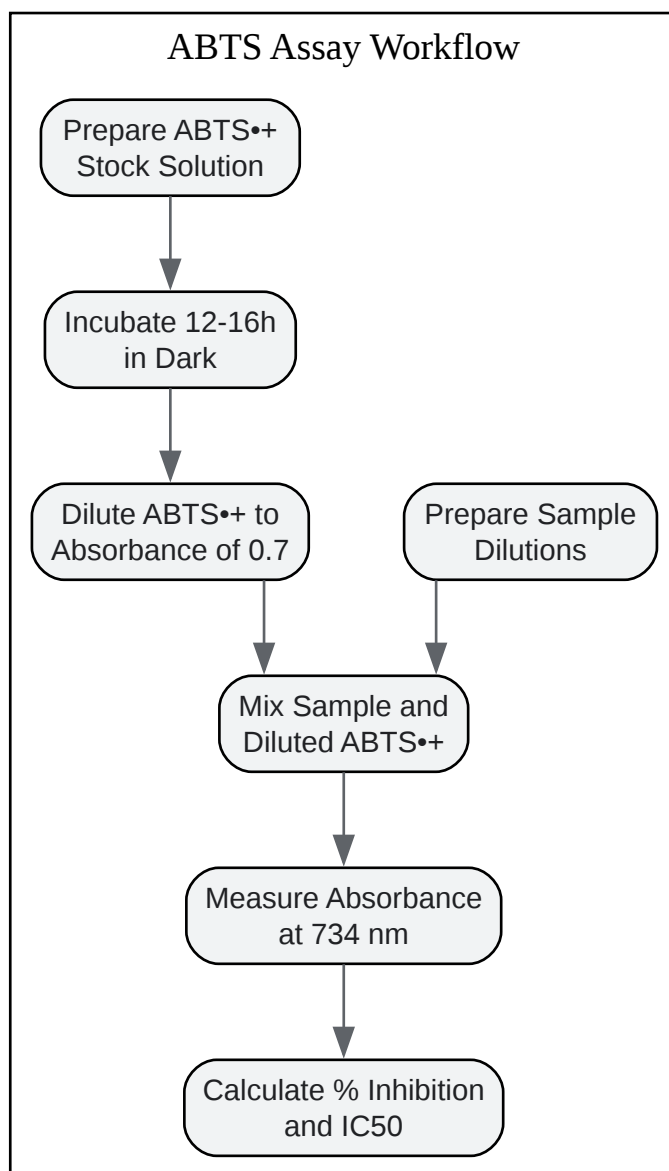 ABTS Assay Workflow
Prepare ABTS•+
Stock Solution
Incubate 12-16h
in Dark
Dilute ABTS•+ to
Absorbance of 0.7
Prepare Sample
Dilutions
Mix Sample and
Diluted ABTS•+
Measure Absorbance
at 734 nm
Calculate % Inhibition
and IC50